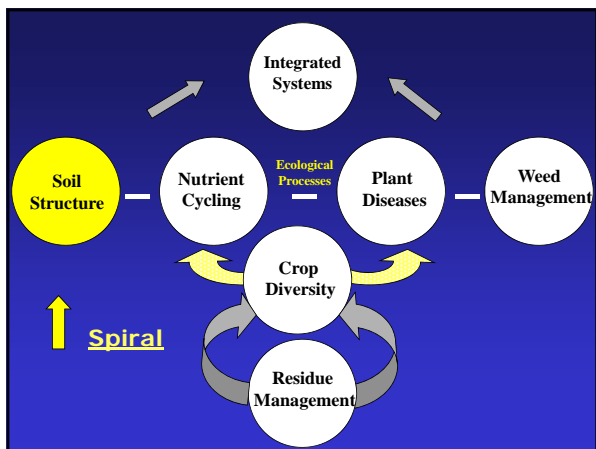 Integrated
Systems
Soil
Structure
Nutrient
Cycling
Ecological
Processes
Plant
Diseases
Weed
Management
Crop
Diversity
Spiral
Residue
Management